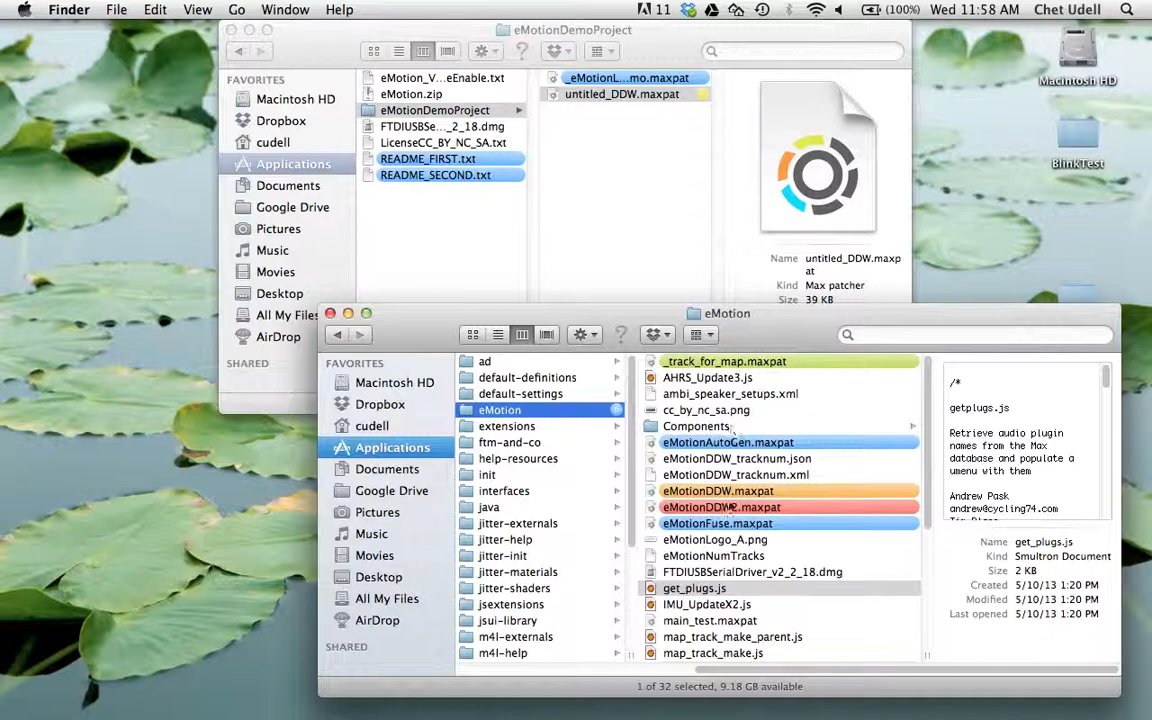 Finder File Edit View Go Window Help 11 (100%) Wed 11:58 AM Chet Udell
eMotionDemoProject
FAVORITES
Macintosh HD
Dropbox
cudell
Applications
Documents
Google Drive
Pictures
Music
Movies
Desktop
All My Files
AirDrop
SHARED
eMotion_V...eEnable.txt
eMotion.zip
eMotionDemoProject
FTDIUSBSe..._2_18.dmg
LicenseCC_BY_NC_SA.txt
README_FIRST.txt
README_SECOND.txt
_eMotionL...mo.maxpat
untitled_DDW.maxpat
Name untitled_DDW.maxp
at
Kind Max patcher
Size 39 KB
Macintosh HD
BlinkTest
eMotion
FAVORITES
Macintosh HD
Dropbox
cudell
Applications
Documents
Google Drive
Pictures
Music
Movies
Desktop
All My Files
AirDrop
SHARED
ad
default-definitions
default-settings
eMotion
extensions
ftm-and-co
help-resources
init
interfaces
java
jitter-externals
jitter-help
jitter-init
jitter-materials
jitter-shaders
jsextensions
jsui-library
m4l-externals
m4l-help
_track_for_map.maxpat
AHRS_Update3.js
ambi_speaker_setups.xml
cc_by_nc_sa.png
Components
eMotionAutoGen.maxpat
eMotionDDW_tracknum.json
eMotionDDW_tracknum.xml
eMotionDDW.maxpat
eMotionDDW2.maxpat
eMotionFuse.maxpat
eMotionLogo_A.png
eMotionNumTracks
FTDIUSBSerialDriver_v2_2_18.dmg
get_plugs.js
IMU_UpdateX2.js
main_test.maxpat
map_track_make_parent.js
map_track_make.js
/*
getplugs.js
Retrieve audio plugin
names from the Max
database and populate a
umenu with them
Andrew Pask
andrew@cycling74.com
Name get_plugs.js
Kind Smultron Document
Size 2 KB
Created 5/10/13 1:20 PM
Modified 5/10/13 1:20 PM
Last opened 5/10/13 1:20 PM
1 of 32 selected, 9.18 GB available